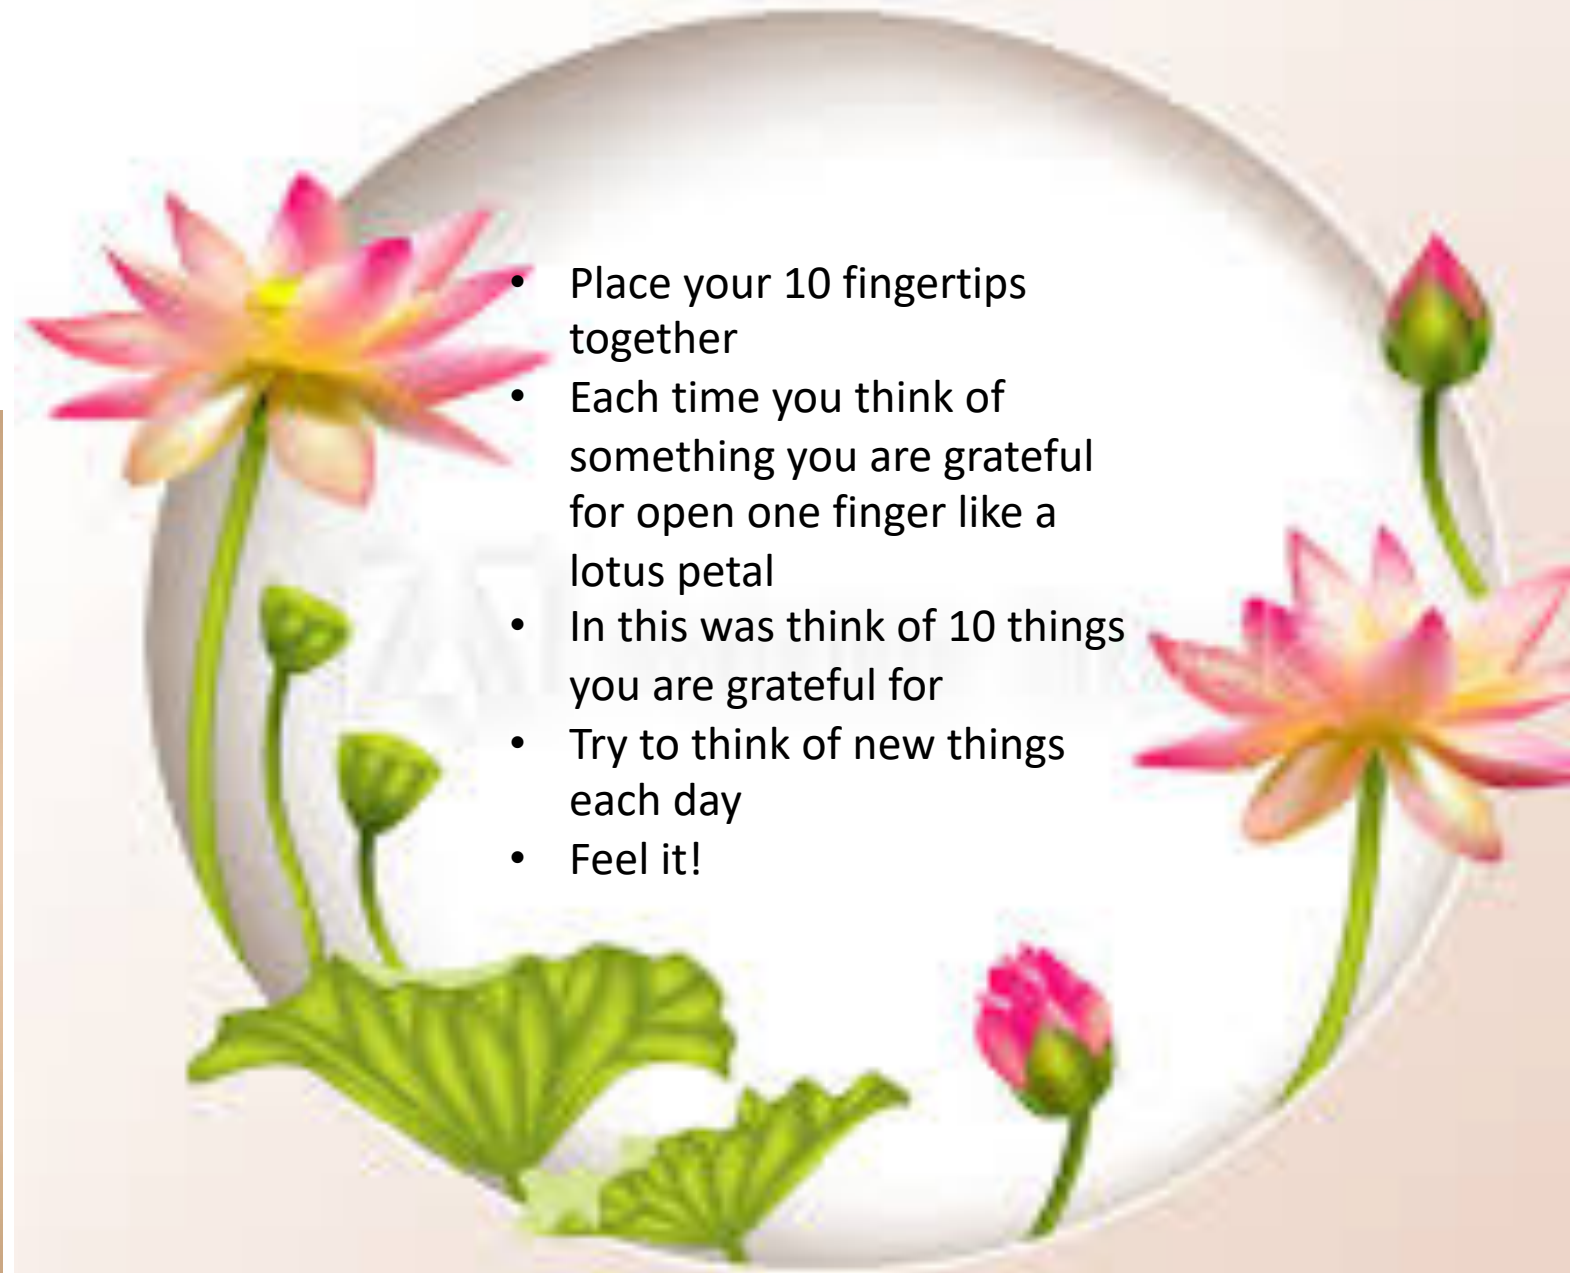 • Place your 10 fingertips
together
• Each time you think of
something you are grateful
for open one finger like a
lotus petal
• In this was think of 10 things
you are grateful for
• Try to think of new things
each day
• Feel it!